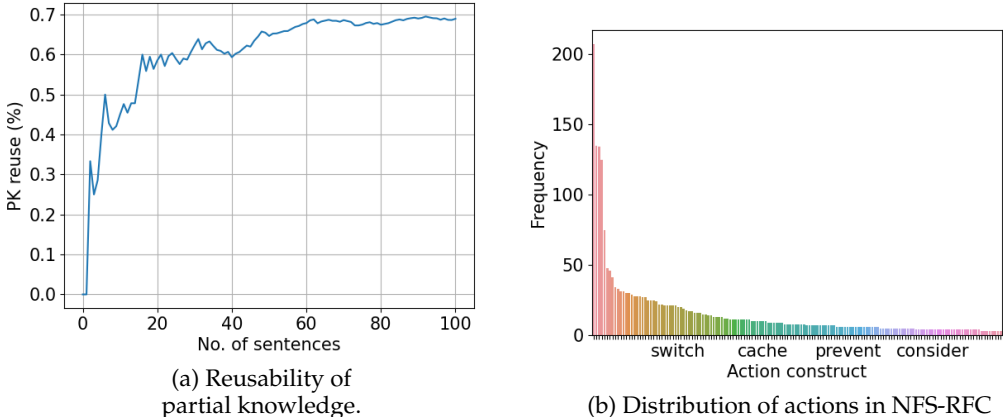 0.7
0.6
0.5
0.4
0.3
0.2
0.1
0.0
PK reuse (%)
0 20 40 60 80 100
No. of sentences
(a) Reusability of
partial knowledge.
200
150
100
50
0
Frequency
switch cache prevent consider
Action construct
(b) Distribution of actions in NFS-RFC